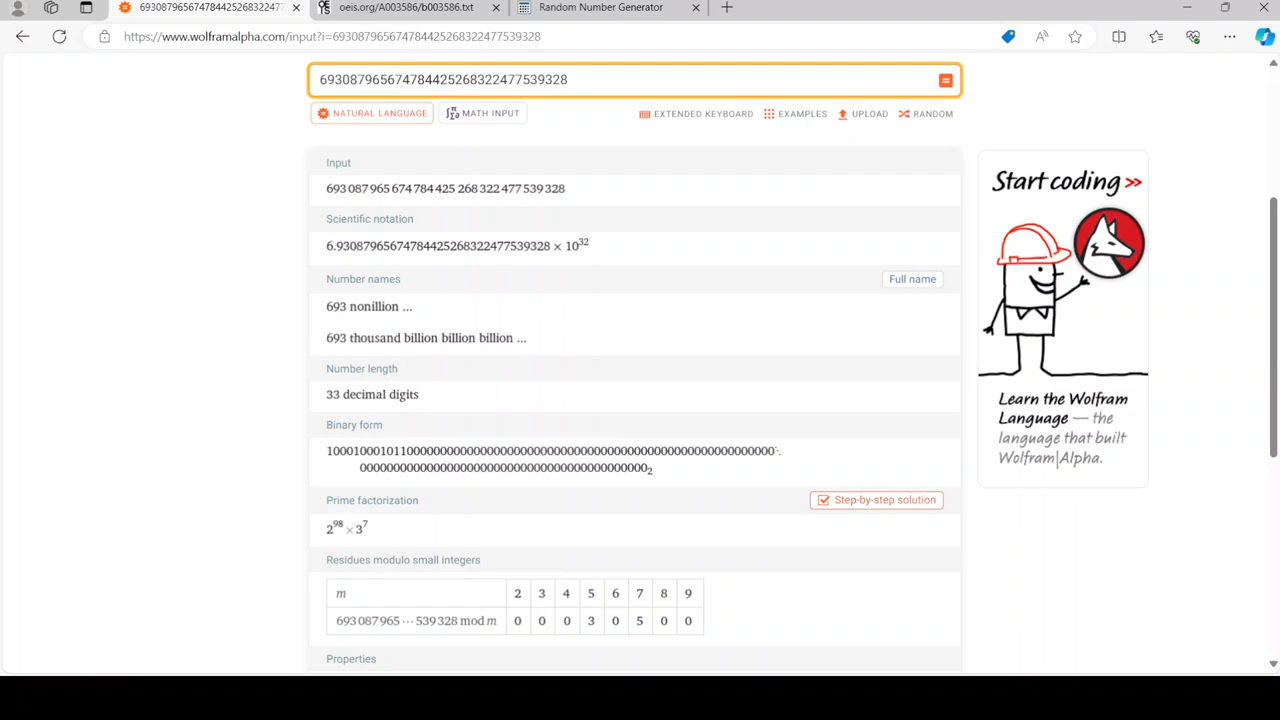 693087965674784425268322477​
oeis.org/A003586/b003586.txt
Random Number Generator
https://www.wolframalpha.com/input?i=693087965674784425268322477539328
693087965674784425268322477539328
NATURAL LANGUAGE
MATH INPUT
EXTENDED KEYBOARD
EXAMPLES
UPLOAD
RANDOM
Input
693 087 965 674 784 425 268 322 477 539 328
Scientific notation
6.93087965674784425268322477539328 × 10^32
Number names
Full name
693 nonillion ...
693 thousand billion billion billion ...
Number length
33 decimal digits
Binary form
Prime factorization
Step-by-step solution
2^98 × 3^7
Residues modulo small integers
m 2 3 4 5 6 7 8 9
693 087 965 ⋯ 539 328 mod m 0 0 0 3 0 5 0 0
Properties
Start coding >>
Learn the Wolfram
Language — the
language that built
Wolfram|Alpha.